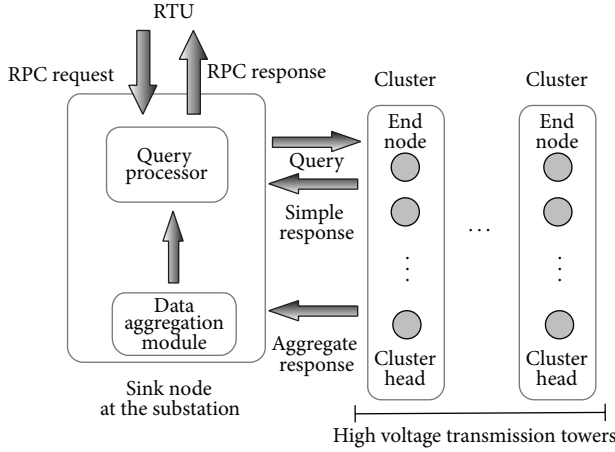 RTU
RPC request
RPC response
Query
processor
Data
aggregation
module
Sink node
at the substation
Query
Simple
response
Aggregate
response
Cluster
End
node
Cluster
head
...
Cluster
End
node
Cluster
head
High voltage transmission towers